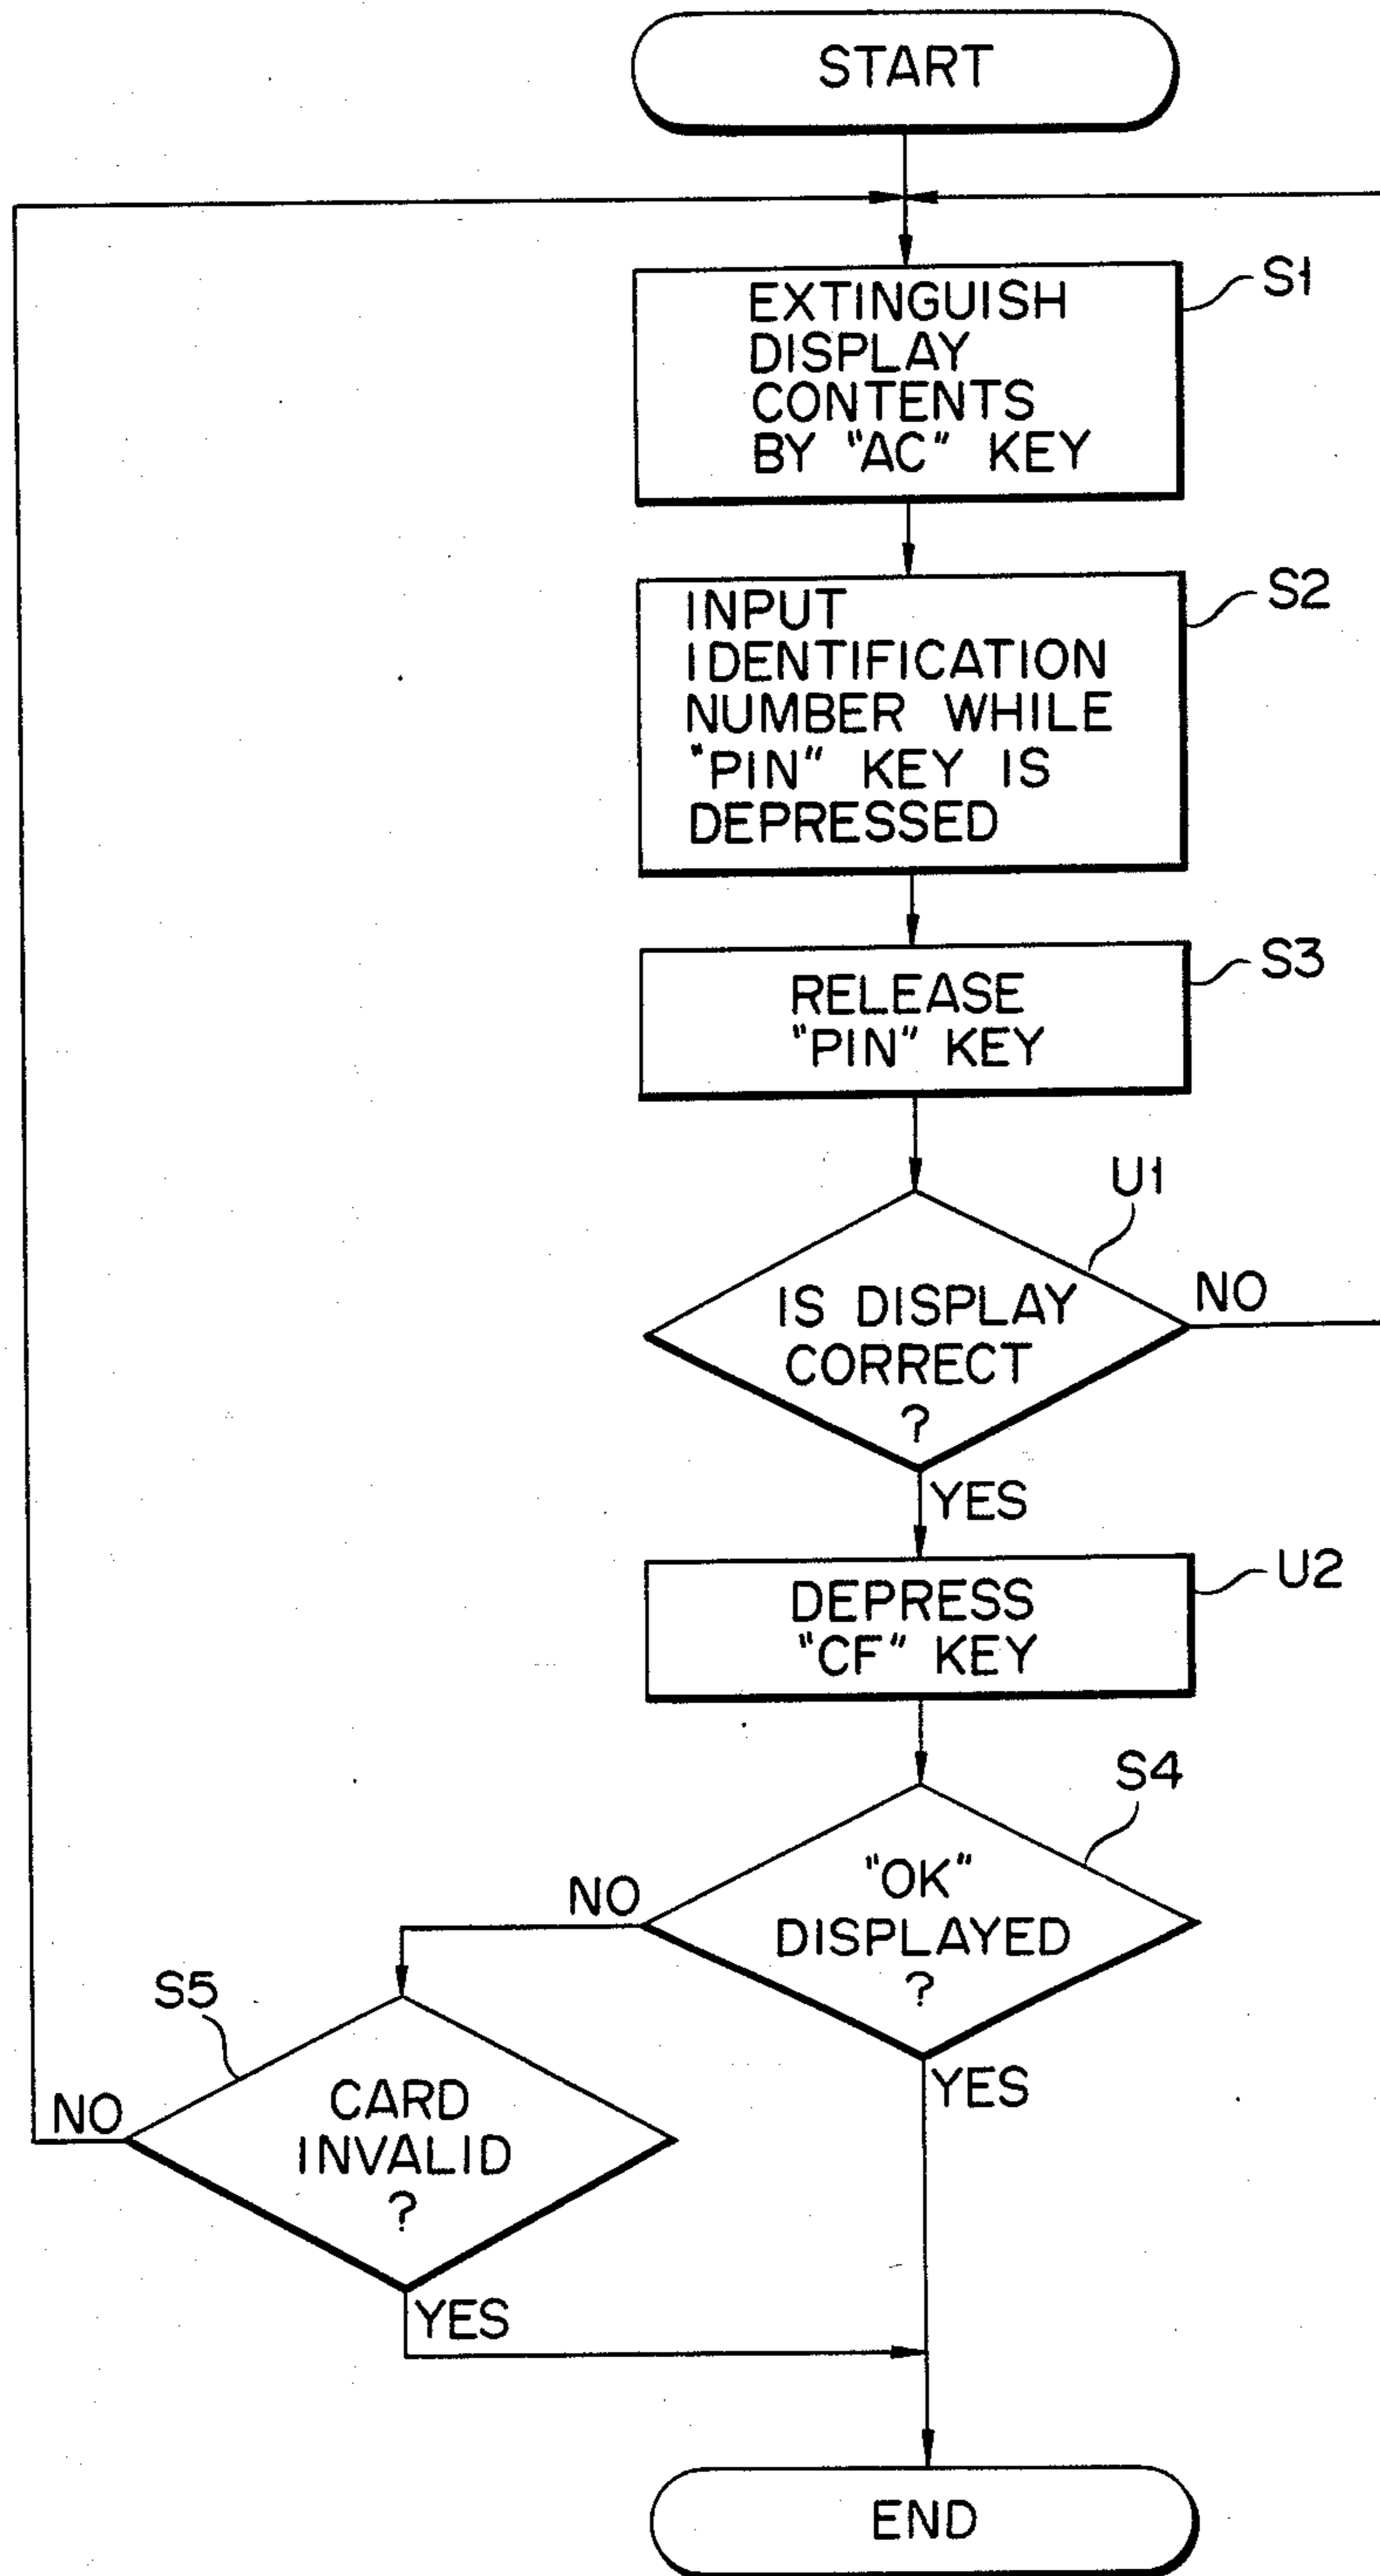 START
S1
EXTINGUISH
DISPLAY
CONTENTS
BY "AC" KEY
S2
INPUT
IDENTIFICATION
NUMBER WHILE
"PIN" KEY IS
DEPRESSED
S3
RELEASE
"PIN" KEY
U1
IS DISPLAY
CORRECT
?
NO
YES
U2
DEPRESS
"CF" KEY
S4
"OK"
DISPLAYED
?
NO
YES
S5
CARD
INVALID
?
NO
YES
END